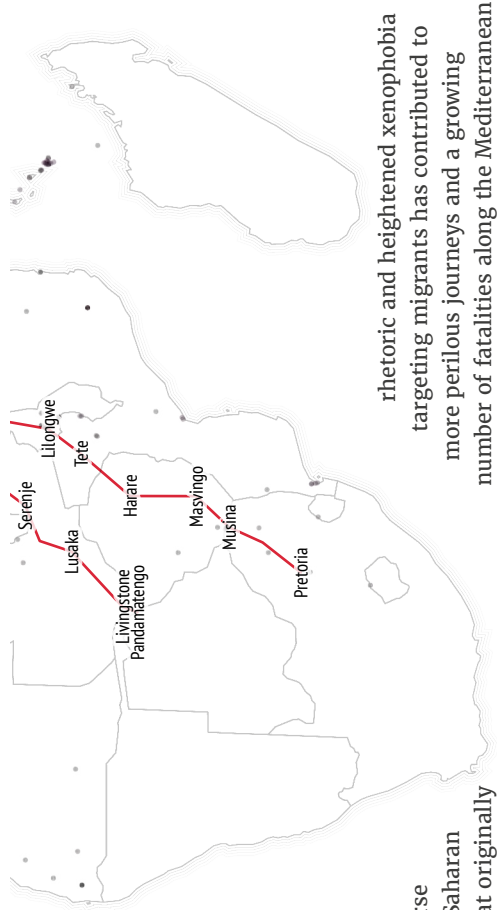 Serenje
Lilongwe
Lusaka
Tete
Livingstone
Pandamatengo
Harare
Masvingo
Musina
Pretoria
rse
Saharan
at originally
rhetoric and heightened xenophobia
targeting migrants has contributed to
more perilous journeys and a growing
number of fatalities along the Mediterranean